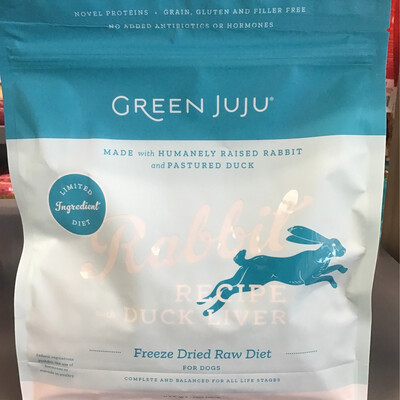 NOVEL PROTEINS • GRAIN, GLUTEN AND FILLER FREE
NO ADDED ANTIBIOTICS OR HORMONES
GREEN JUJU®
MADE with HUMANELY RAISED RABBIT
and PASTURED DUCK
LIMITED
Ingredient
DIET
Rabbit
RECIPE
DUCK LIVER
Freeze Dried Raw Diet
FOR DOGS
COMPLETE AND BALANCED FOR ALL LIFE STAGES